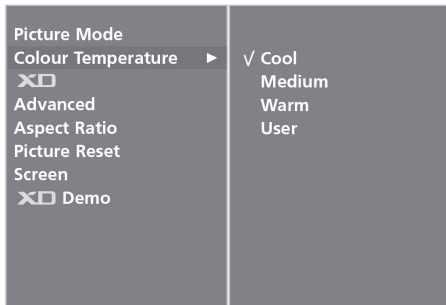 Picture Mode
Colour Temperature ►
XD
Advanced
Aspect Ratio
Picture Reset
Screen
XD Demo
√ Cool
Medium
Warm
User